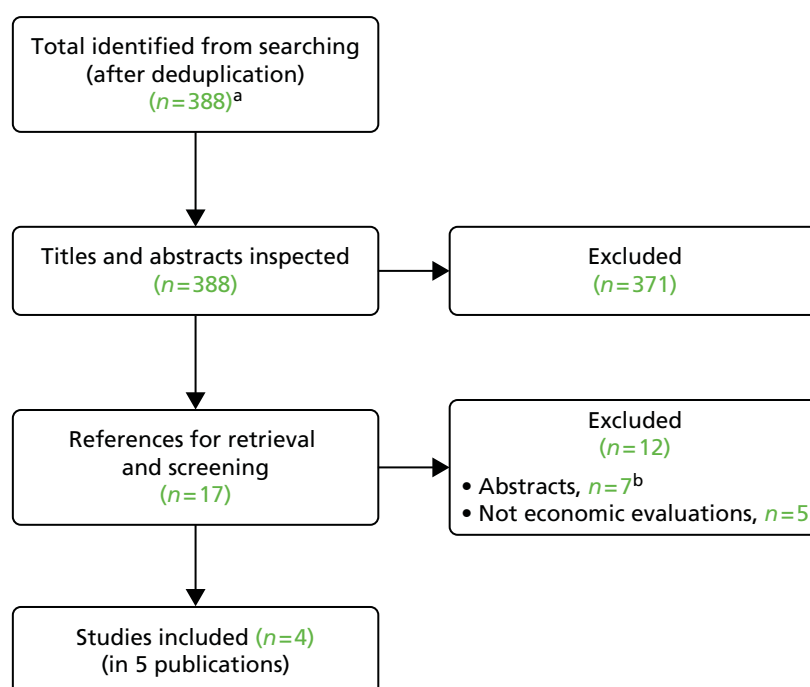 Total identified from searching
(after deduplication)
(n=388)a
Titles and abstracts inspected
(n=388)
Excluded
(n=371)
References for retrieval
and screening
(n=17)
Excluded
(n=12)
• Abstracts, n=7b
• Not economic evaluations, n=5
Studies included (n=4)
(in 5 publications)